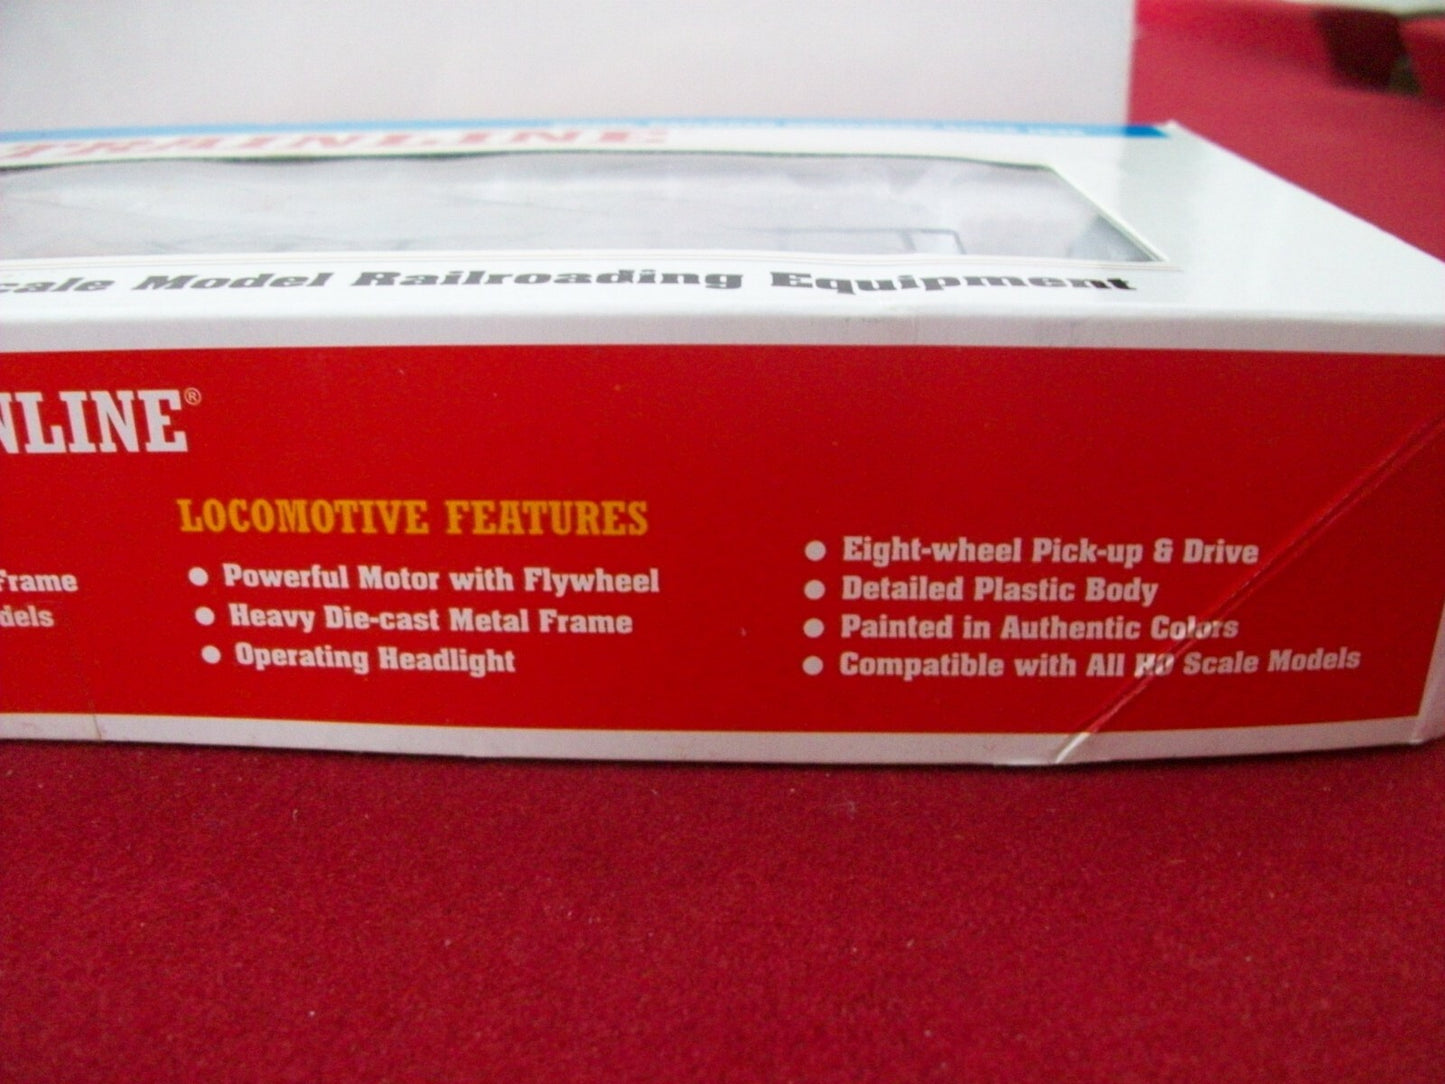 TRAINLINE
cale Model Railroading Equipment
NLINE®
LOCOMOTIVE FEATURES
Frame
dels
● Powerful Motor with Flywheel
● Heavy Die-cast Metal Frame
● Operating Headlight
● Eight-wheel Pick-up & Drive
● Detailed Plastic Body
● Painted in Authentic Colors
● Compatible with All HO Scale Models